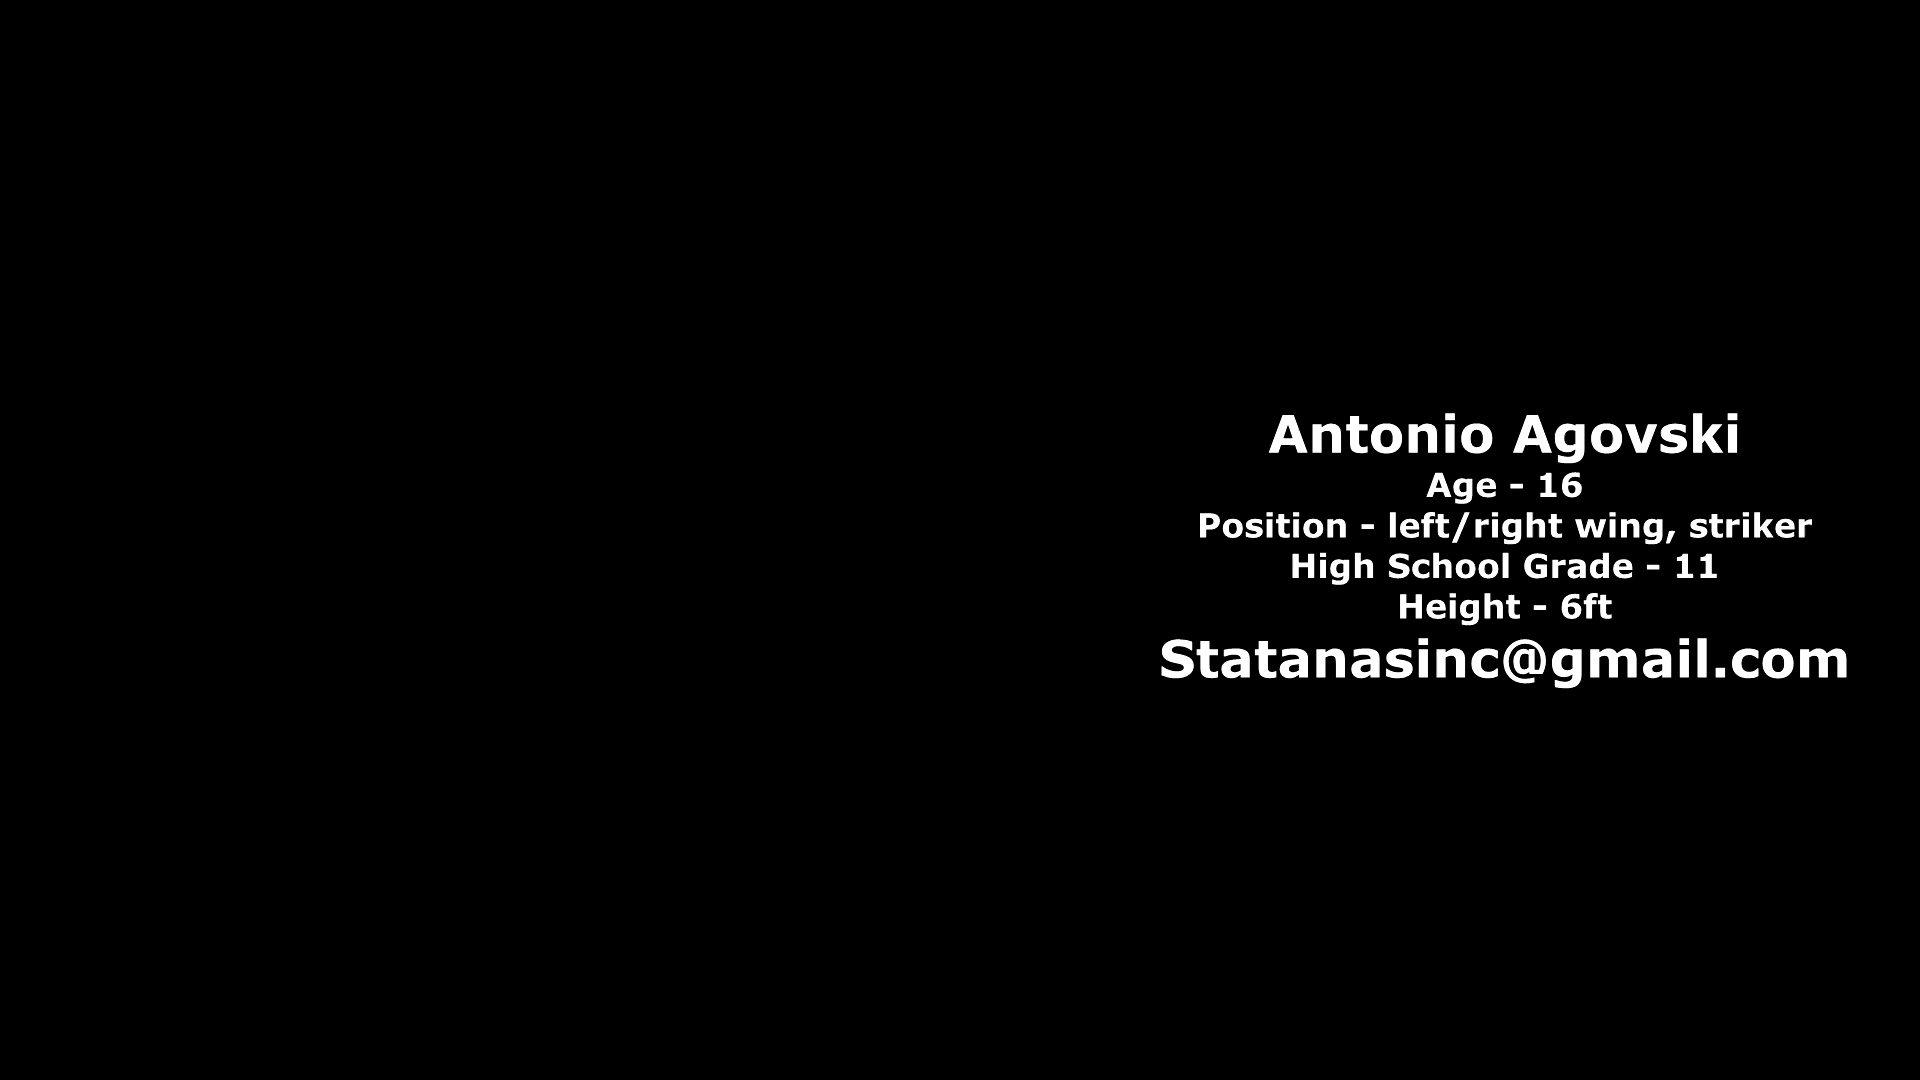 Antonio Agovski
Age - 16
Position - left/right wing, striker
High School Grade - 11
Height - 6ft
Statanasinc@gmail.com